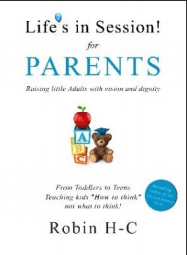 Life's in Session!
for
PARENTS
Raising little Adults with vision and dignity
A
B
C
From Toddlers to Teens
Teaching kids "How to think"
not what to think!
Robin H-C